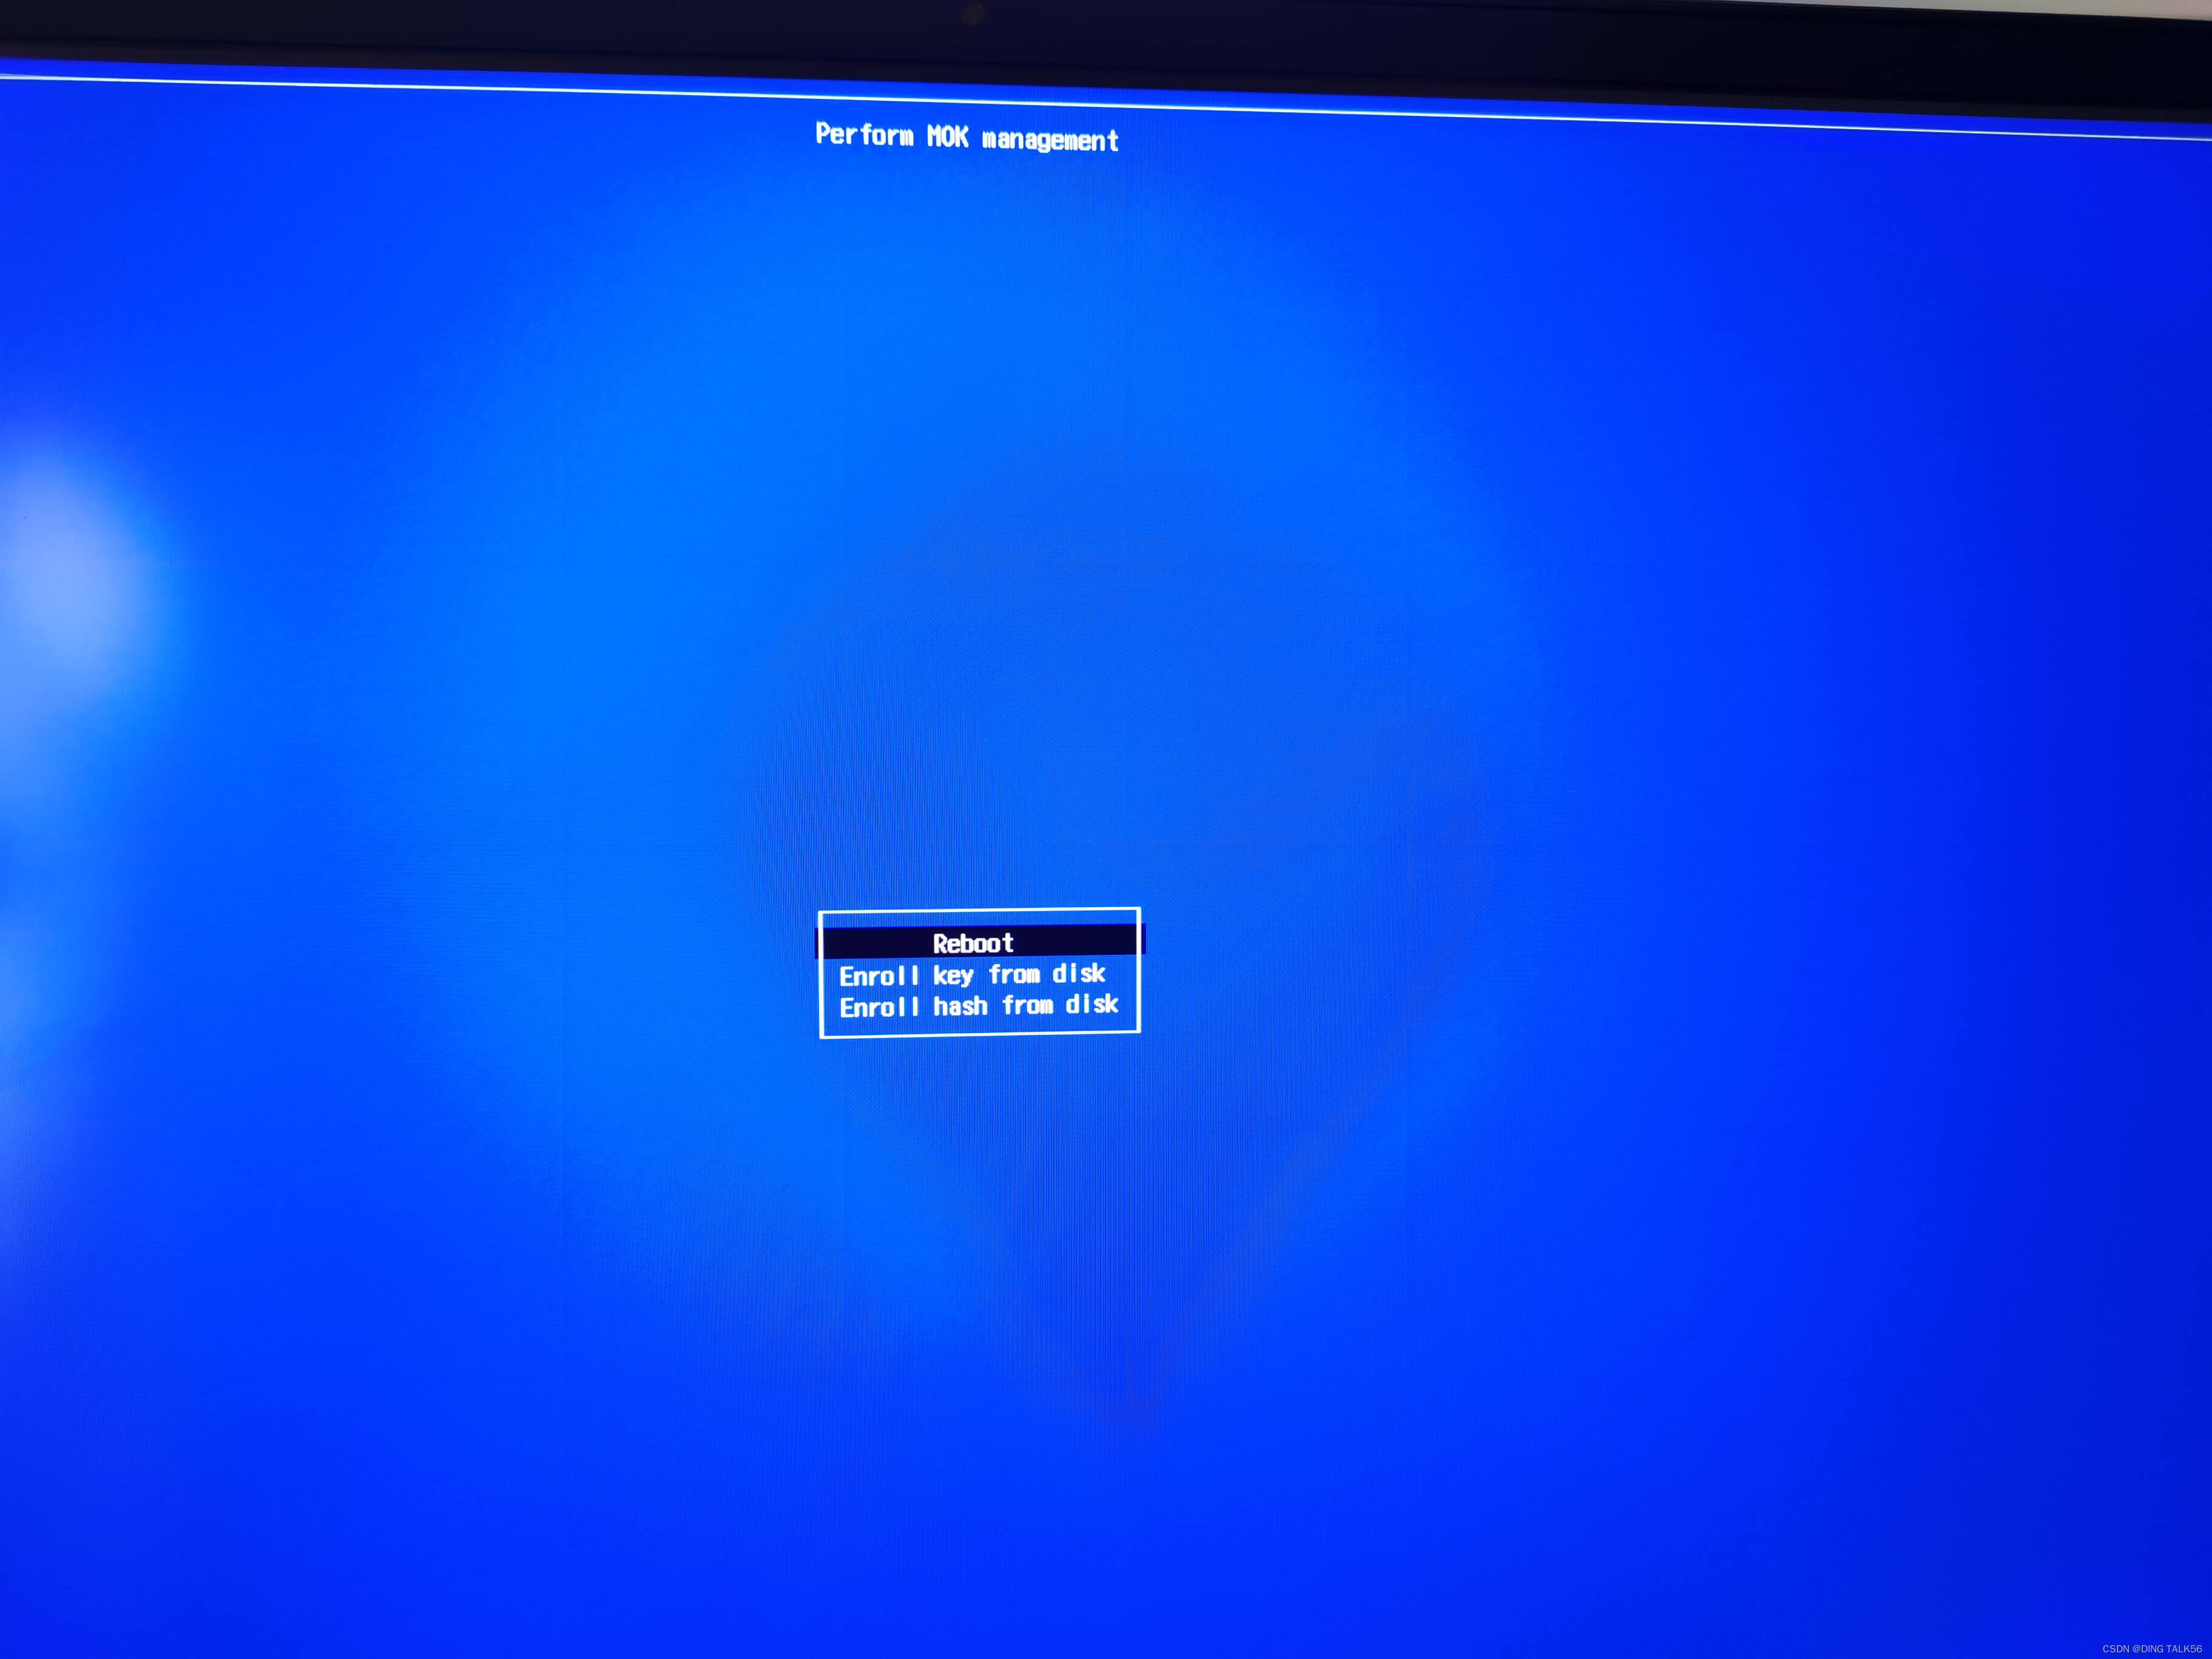 Perform MOK management
Reboot
Enroll key from disk
Enroll hash from disk
CSDN @DING TALK56